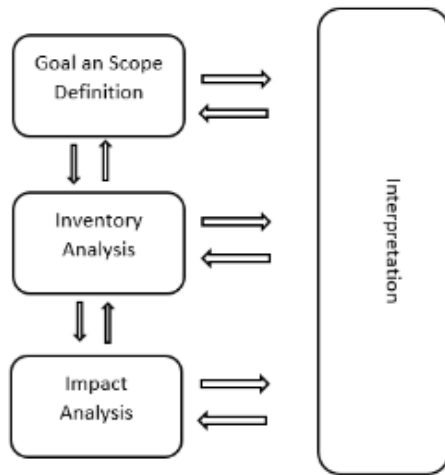 Goal an Scope
Definition
Inventory
Analysis
Impact
Analysis
Interpretation